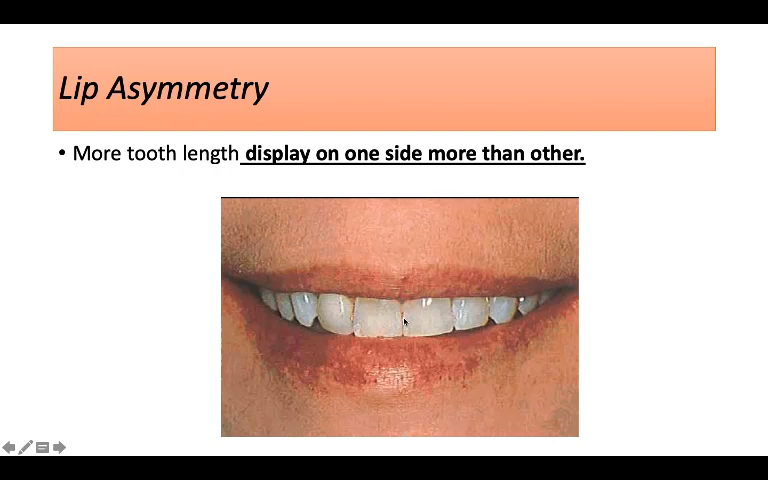 Lip Asymmetry
• More tooth length display on one side more than other.